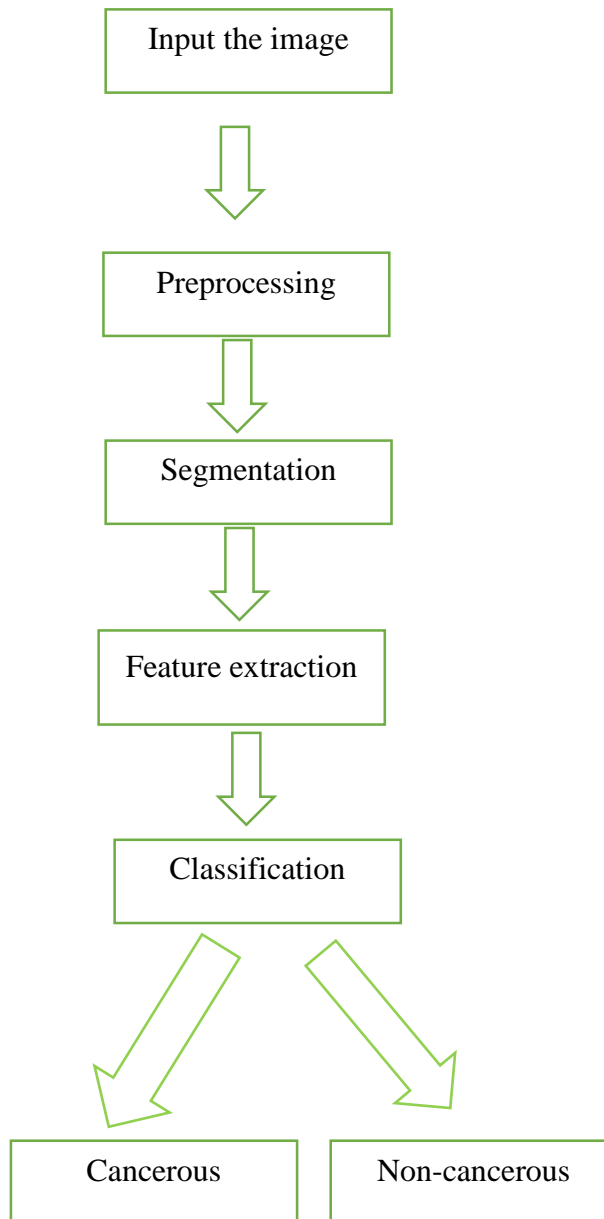 Input the image
Preprocessing
Segmentation
Feature extraction
Classification
Cancerous
Non-cancerous